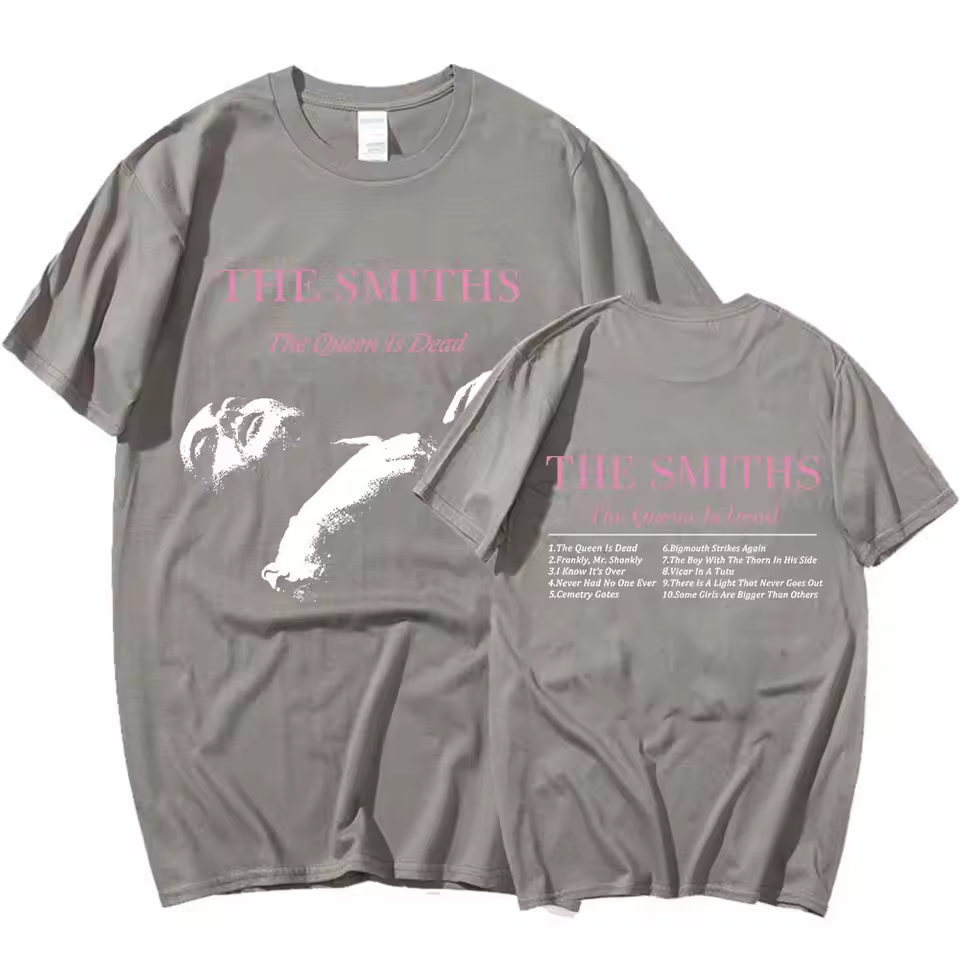 THE SMITHS
The Queen Is Dead
THE SMITHS
The Queen Is Dead
1.The Queen Is Dead
2.Frankly, Mr. Shankly
3.I Know It's Over
4.Never Had No One Ever
5.Cemetry Gates
6.Bigmouth Strikes Again
7.The Boy With The Thorn In His Side
8.Vicar In A Tutu
9.There Is A Light That Never Goes Out
10.Some Girls Are Bigger Than Others